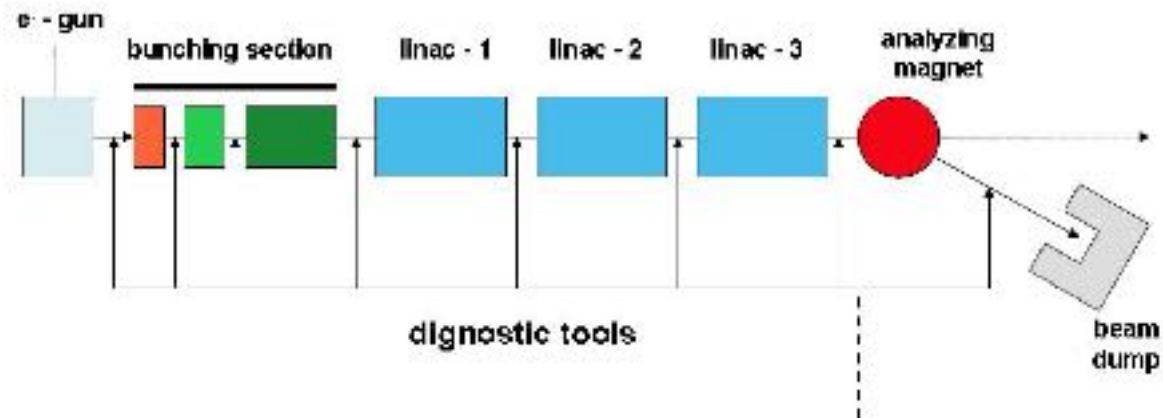 e⁻ - gun
bunching section
linac - 1
linac - 2
linac - 3
analyzing
magnet
dignostic tools
beam
dump